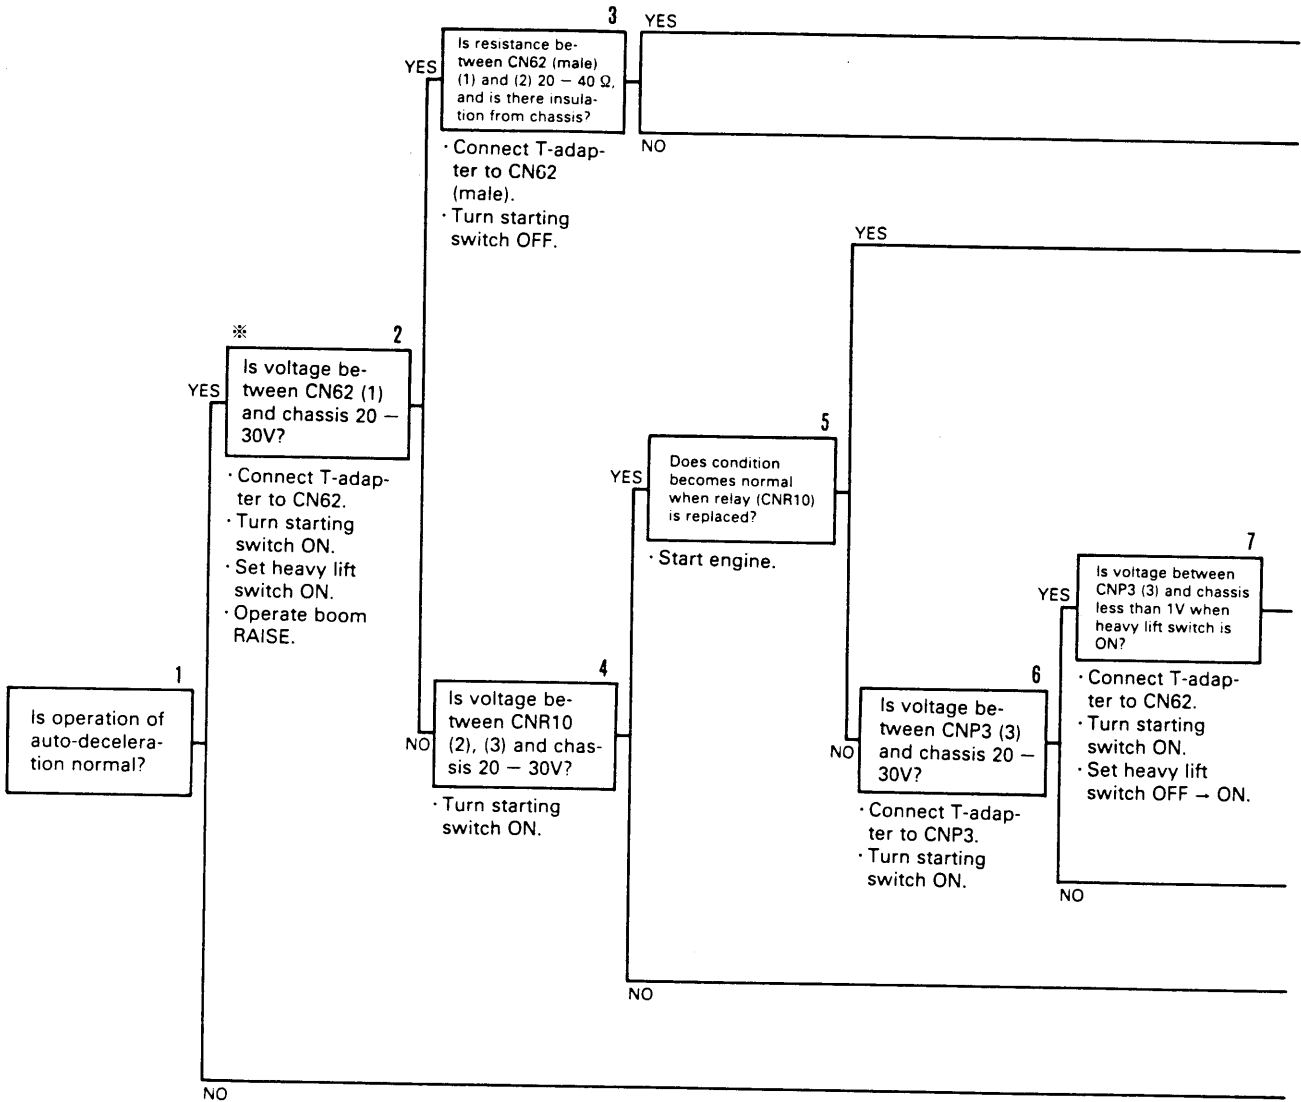 3
YES
Is resistance be-
tween CN62 (male)
(1) and (2) 20 – 40 Ω,
and is there insula-
tion from chassis?
YES
NO
· Connect T-adap-
ter to CN62
(male).
· Turn starting
switch OFF.
YES
※
2
Is voltage be-
tween CN62 (1)
and chassis 20 –
30V?
YES
· Connect T-adap-
ter to CN62.
· Turn starting
switch ON.
· Set heavy lift
switch ON.
· Operate boom
RAISE.
5
Does condition
becomes normal
when relay (CNR10)
is replaced?
YES
· Start engine.
7
Is voltage between
CNP3 (3) and chassis
less than 1V when
heavy lift switch is
ON?
YES
· Connect T-adap-
ter to CN62.
· Turn starting
switch ON.
· Set heavy lift
switch OFF → ON.
1
Is operation of
auto-decelera-
tion normal?
4
Is voltage be-
tween CNR10
(2), (3) and chas-
sis 20 – 30V?
NO
· Turn starting
switch ON.
6
Is voltage be-
tween CNP3 (3)
and chassis 20 –
30V?
NO
· Connect T-adap-
ter to CNP3.
· Turn starting
switch ON.
NO
NO
NO